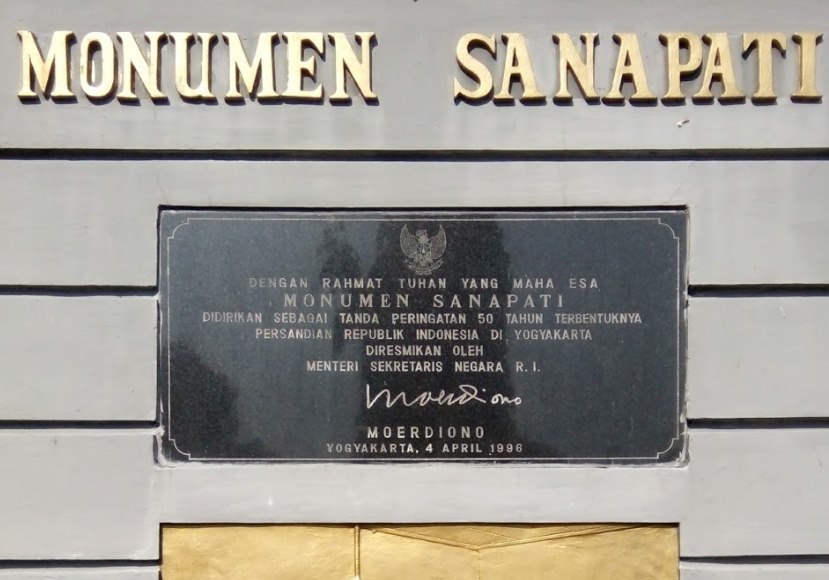 MONUMEN SANAPATI
DENGAN RAHMAT TUHAN YANG MAHA ESA
MONUMEN SANAPATI
DIDIRIKAN SEBAGAI TANDA PERINGATAN 50 TAHUN TERBENTUKNYA
PERSANDIAN REPUBLIK INDONESIA DI YOGYAKARTA
DIRESMIKAN OLEH
MENTERI SEKRETARIS NEGARA R.I.
Moerdiono
MOERDIONO
YOGYAKARTA, 4 APRIL 1996